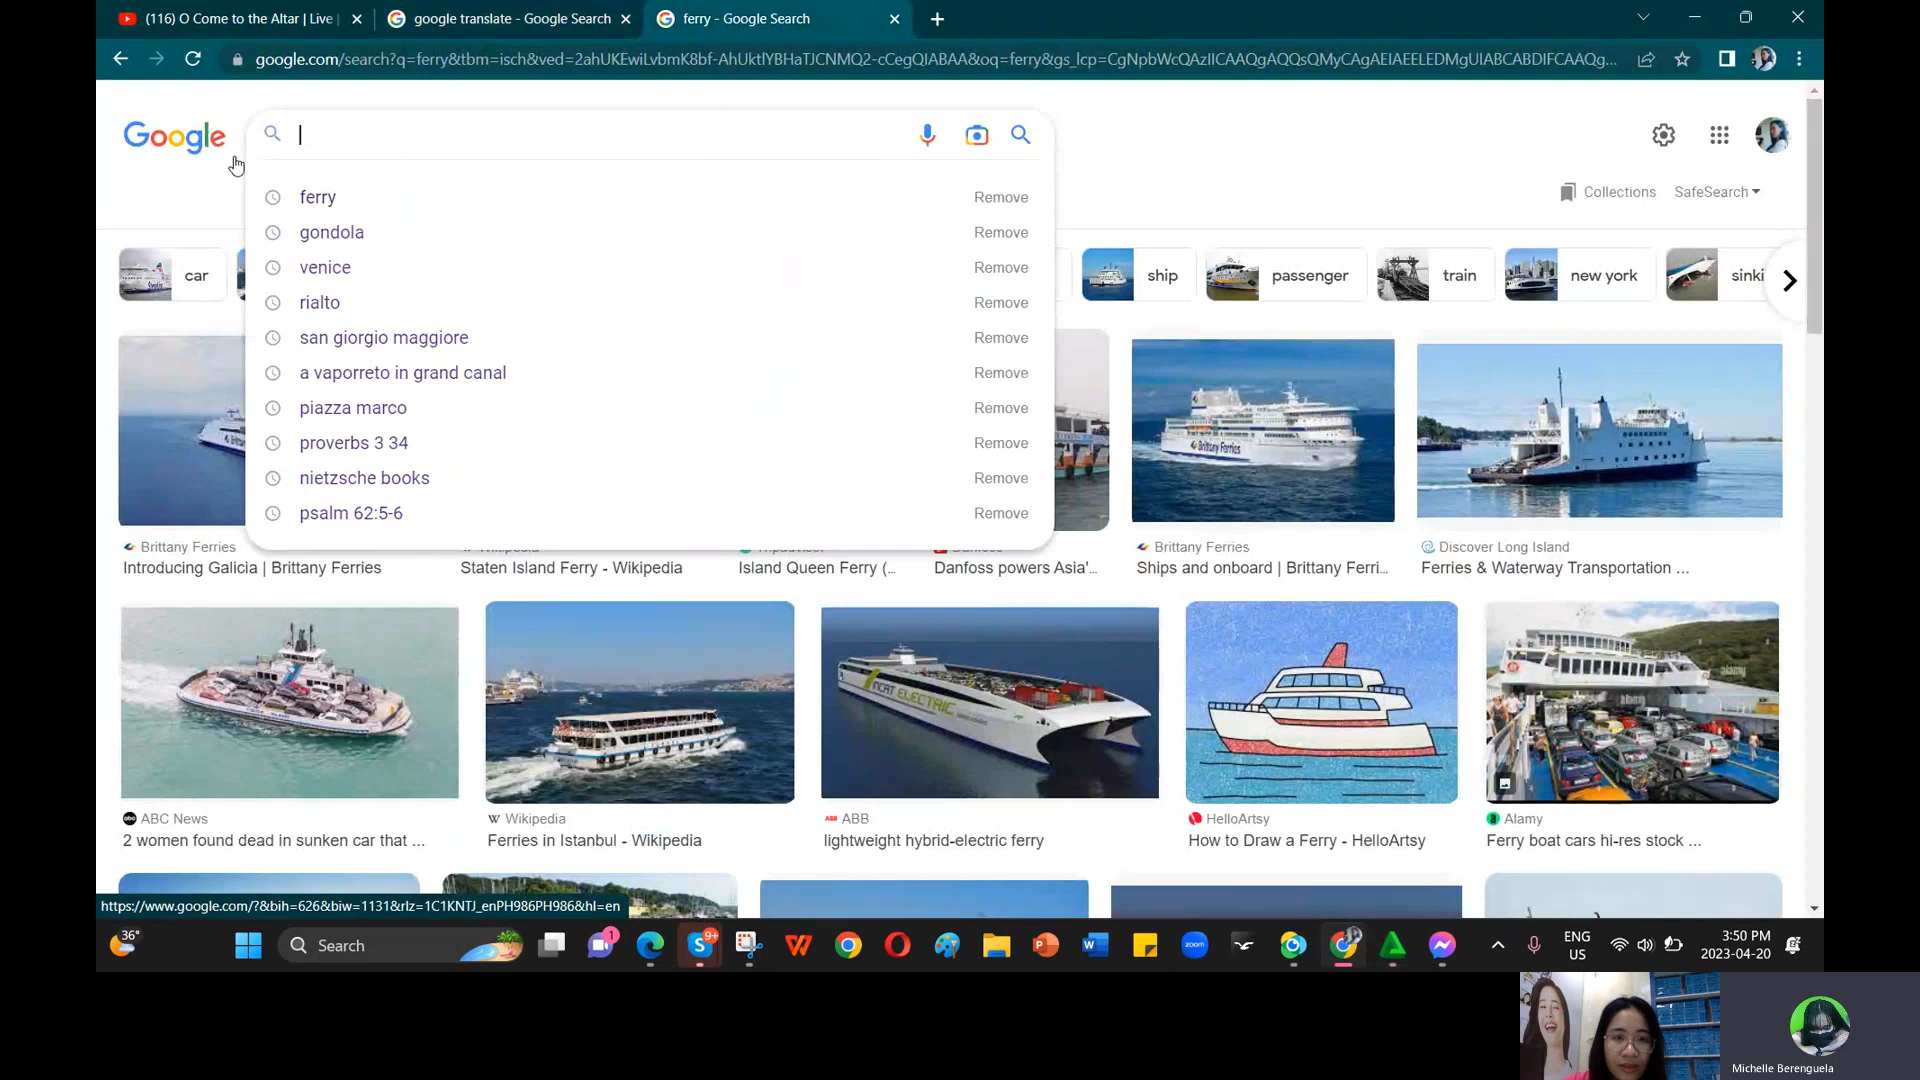 (116) O Come to the Altar | Live |
google translate - Google Search
ferry - Google Search
google.com/search?q=ferry&tbm=isch&ved=2ahUKEwiLvbmK8bf-AhUktlYBHaTJCNMQ2-cCegQIABAA&oq=ferry&gs_lcp=CgNpbWcQAzIICAAQgAQQsQMyCAgAEIAEELEDMgUIABCABDIFCAAQg...
Google
Collections
SafeSearch
ferry Remove
gondola Remove
venice Remove
rialto Remove
san giorgio maggiore Remove
a vaporreto in grand canal Remove
piazza marco Remove
proverbs 3 34 Remove
nietzsche books Remove
psalm 62:5-6 Remove
car
ship
passenger
train
new york
sinki
Brittany Ferries
Introducing Galicia | Brittany Ferries
Staten Island Ferry - Wikipedia
Island Queen Ferry (...
Danfoss powers Asia'...
Brittany Ferries
Ships and onboard | Brittany Ferri...
Discover Long Island
Ferries & Waterway Transportation ...
Brittany Ferries
INCAT ELECTRIC
alamy
ABC News
2 women found dead in sunken car that ...
Wikipedia
Ferries in Istanbul - Wikipedia
ABB
lightweight hybrid-electric ferry
HelloArtsy
How to Draw a Ferry - HelloArtsy
Alamy
Ferry boat cars hi-res stock ...
https://www.google.com/?&bih=626&biw=1131&rlz=1C1KNTJ_enPH986PH986&hl=en
36°
Search
1
9+
zoom
ENG
US
3:50 PM
2023-04-20
Michelle Berenguela